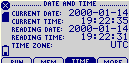 DATE AND TIME
CURRENT DATE: 2000-01-14
CURRENT TIME: 19:22:35
READING DATE: 2000-01-14
READING TIME: 19:22:31
TIME ZONE: UTC
RUN MEM TIME MORE